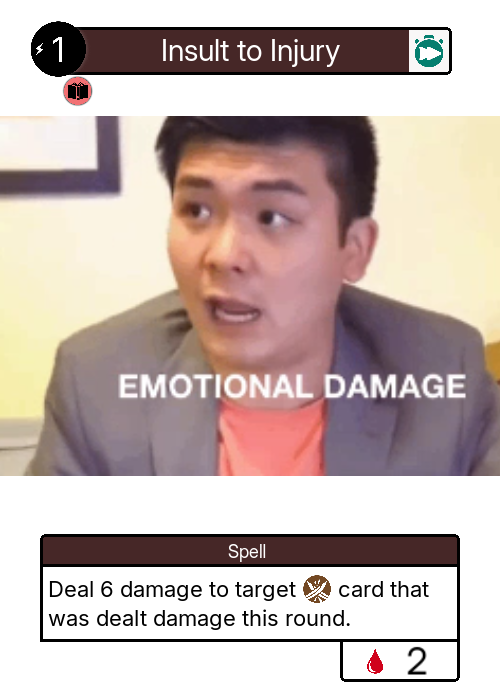 1
Insult to Injury
EMOTIONAL DAMAGE
Spell
Deal 6 damage to target card that
was dealt damage this round.
2